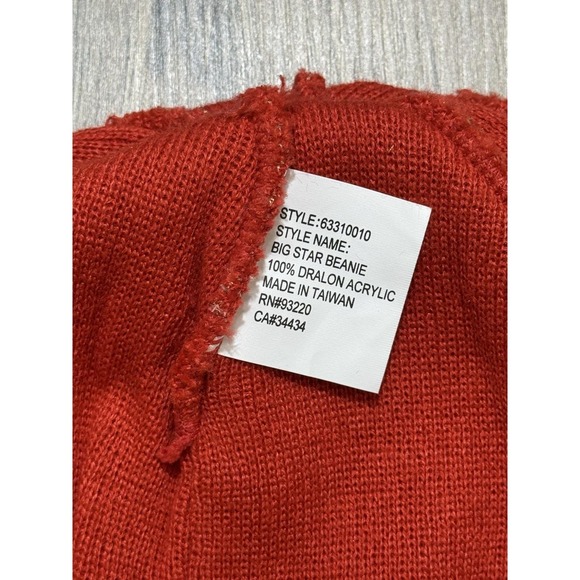 STYLE:63310010
STYLE NAME:
BIG STAR BEANIE
100% DRALON ACRYLIC
MADE IN TAIWAN
RN#93220
CA#34434